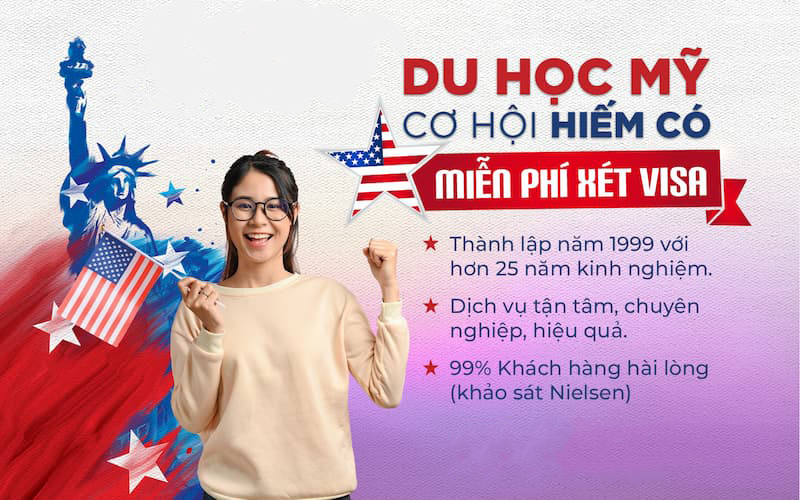 DU HỌC MỸ
CƠ HỘI HIẾM CÓ
MIỄN PHÍ XÉT VISA
Thành lập năm 1999 với
hơn 25 năm kinh nghiệm.
Dịch vụ tận tâm, chuyên
nghiệp, hiệu quả.
99% Khách hàng hài lòng
(khảo sát Nielsen)